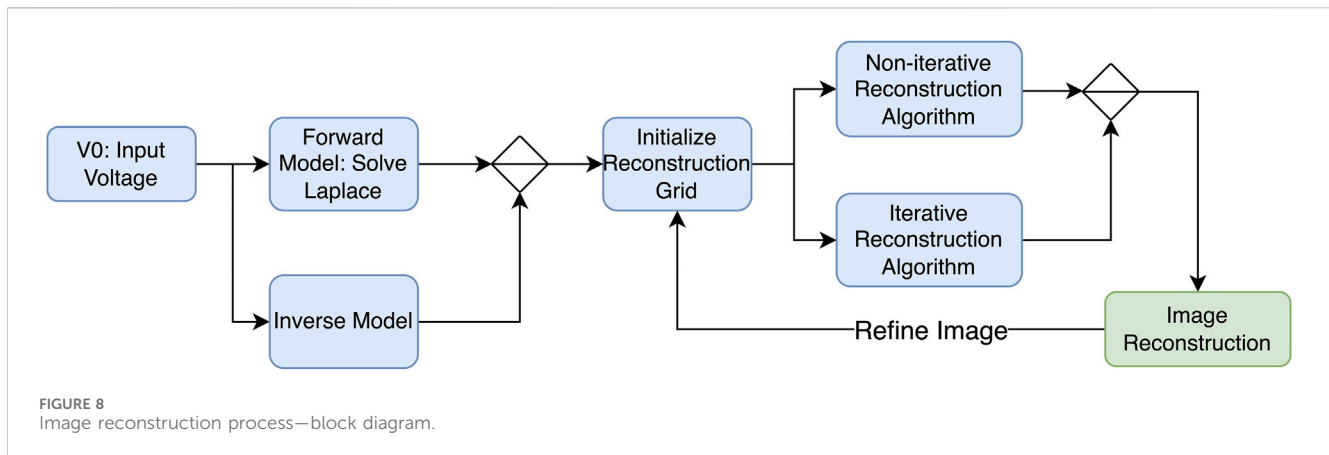 V0: Input
Voltage
Forward
Model: Solve
Laplace
Inverse Model
Initialize
Reconstruction
Grid
Non-iterative
Reconstruction
Algorithm
Iterative
Reconstruction
Algorithm
Refine Image
Image
Reconstruction
FIGURE 8
Image reconstruction process—block diagram.